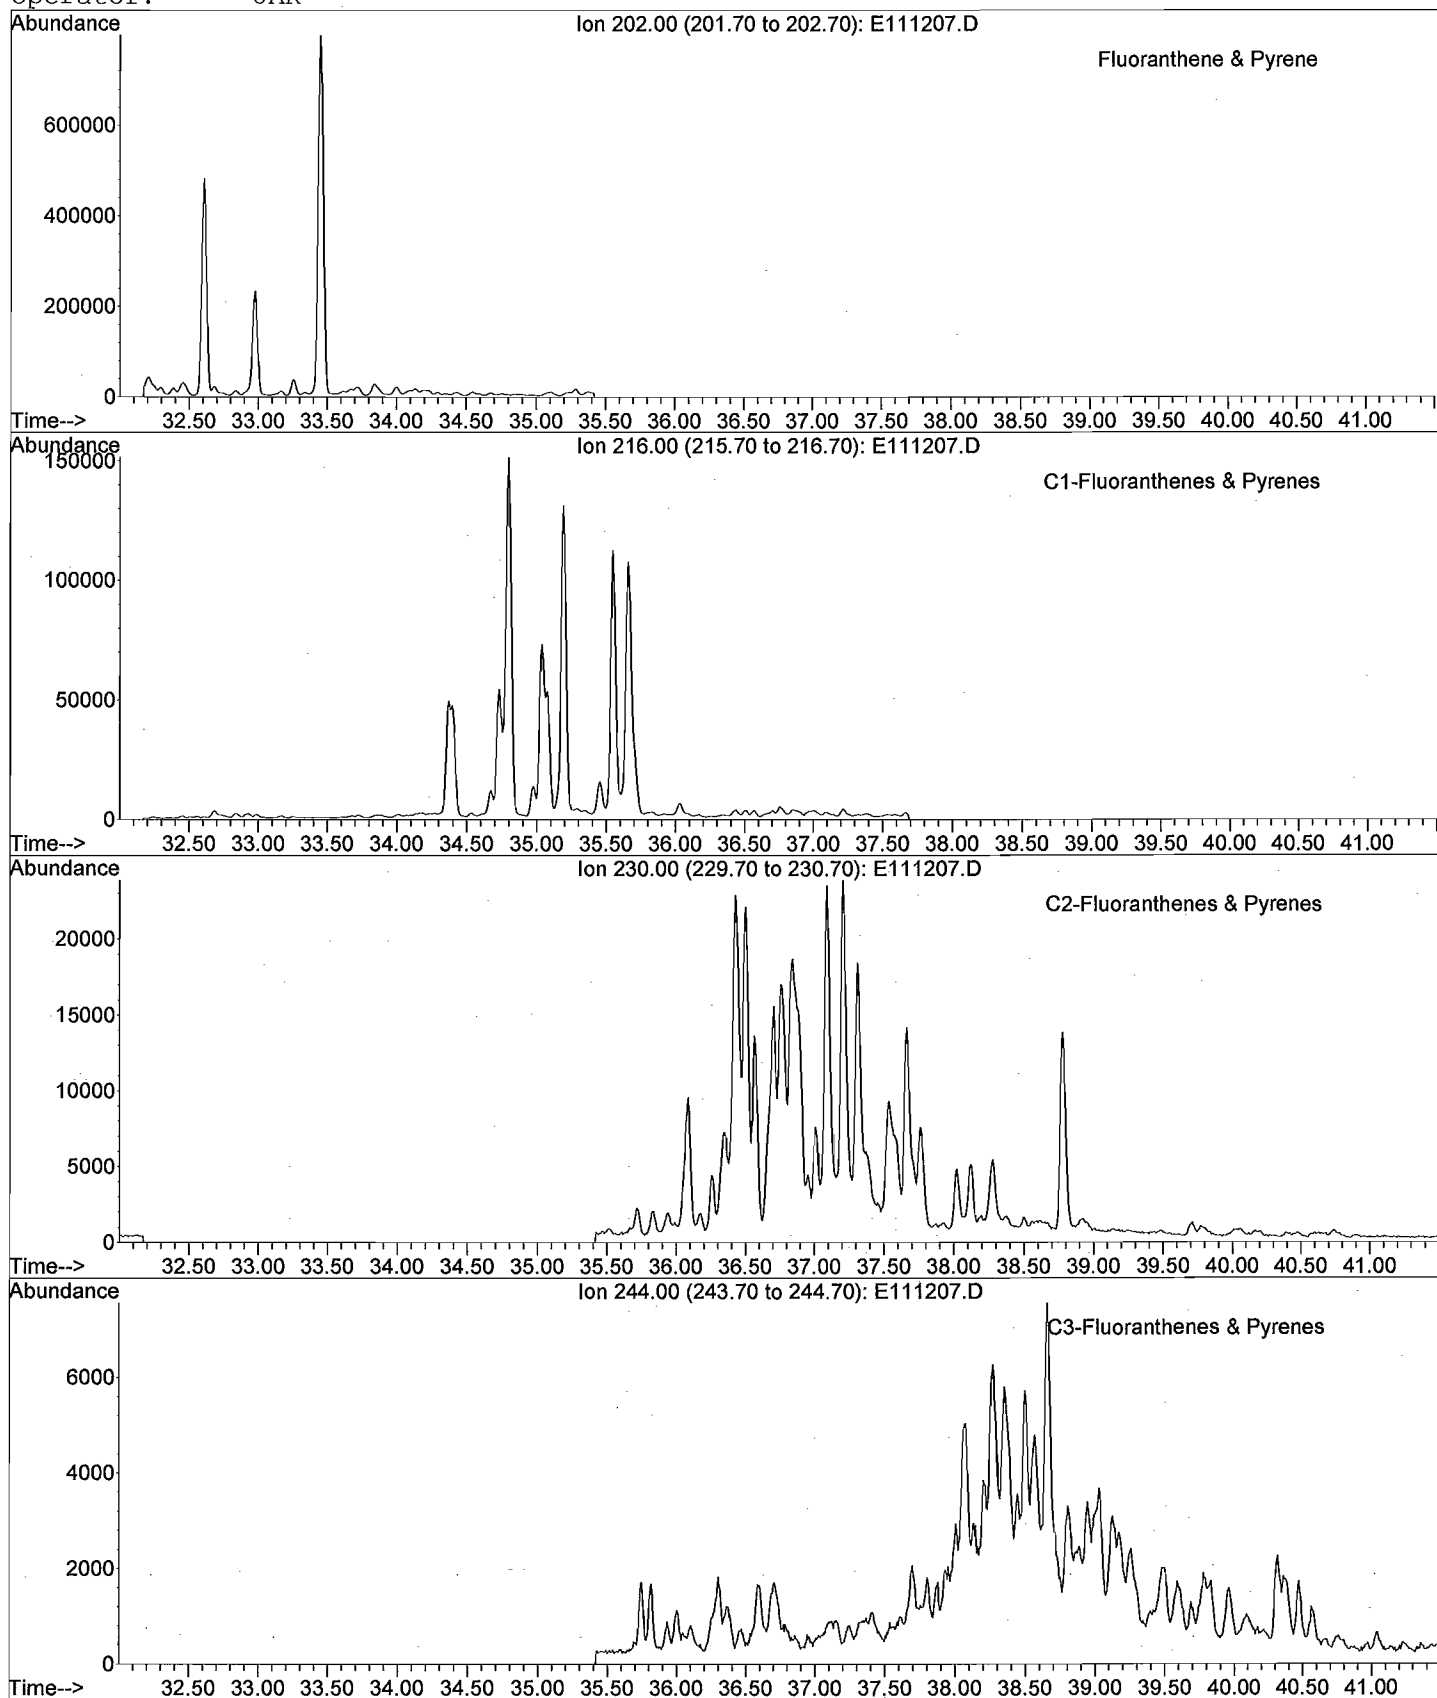 Abundance
Ion 202.00 (201.70 to 202.70): E111207.D
Fluoranthene & Pyrene
600000
400000
200000
0
Time--> 32.50 33.00 33.50 34.00 34.50 35.00 35.50 36.00 36.50 37.00 37.50 38.00 38.50 39.00 39.50 40.00 40.50 41.00
Abundance
Ion 216.00 (215.70 to 216.70): E111207.D
C1-Fluoranthenes & Pyrenes
150000
100000
50000
0
Time--> 32.50 33.00 33.50 34.00 34.50 35.00 35.50 36.00 36.50 37.00 37.50 38.00 38.50 39.00 39.50 40.00 40.50 41.00
Abundance
Ion 230.00 (229.70 to 230.70): E111207.D
C2-Fluoranthenes & Pyrenes
20000
15000
10000
5000
0
Time--> 32.50 33.00 33.50 34.00 34.50 35.00 35.50 36.00 36.50 37.00 37.50 38.00 38.50 39.00 39.50 40.00 40.50 41.00
Abundance
Ion 244.00 (243.70 to 244.70): E111207.D
C3-Fluoranthenes & Pyrenes
6000
4000
2000
0
Time--> 32.50 33.00 33.50 34.00 34.50 35.00 35.50 36.00 36.50 37.00 37.50 38.00 38.50 39.00 39.50 40.00 40.50 41.00